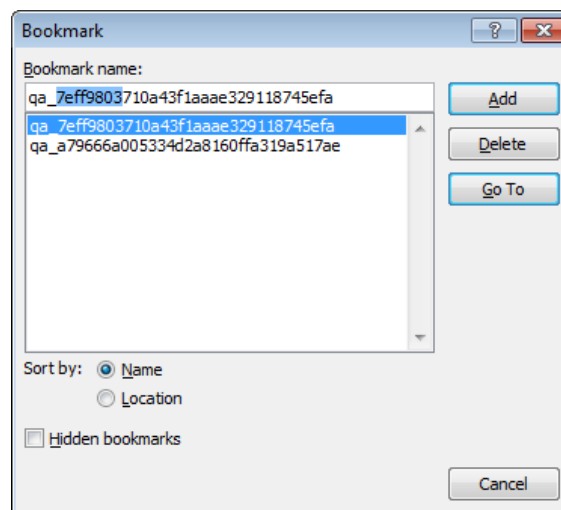 Bookmark
Bookmark name:
qa_7eff9803710a43f1aaae329118745efa
Add
qa_7eff9803710a43f1aaae329118745efa
qa_a79666a005334d2a8160ffa319a517ae
Delete
Go To
Sort by: Name
Location
Hidden bookmarks
Cancel